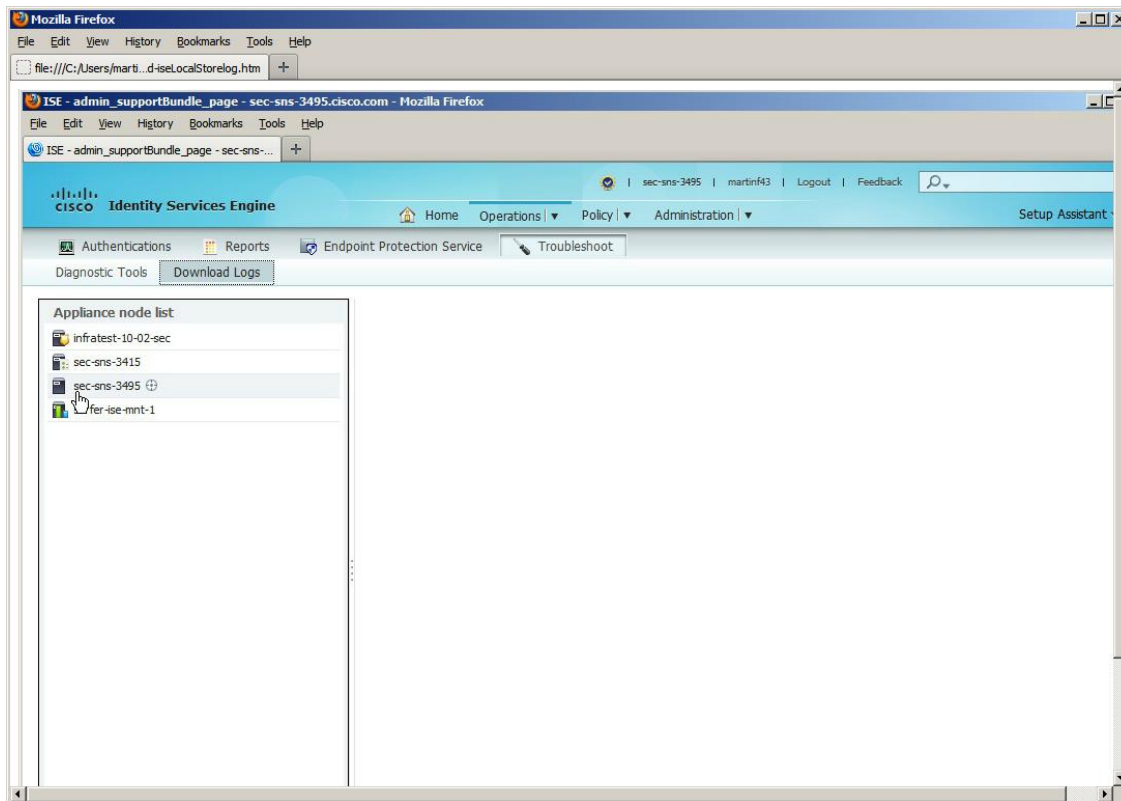 Mozilla Firefox
File Edit View History Bookmarks Tools Help
file:///C:/Users/marti...d-iseLocalStorelog.htm +
ISE - admin_supportBundle_page - sec-sns-3495.cisco.com - Mozilla Firefox
File Edit View History Bookmarks Tools Help
ISE - admin_supportBundle_page - sec-sns-... +
sec-sns-3495 | martinf43 | Logout | Feedback
CISCO Identity Services Engine
Home Operations | Policy | Administration | Setup Assistant
Authentications Reports Endpoint Protection Service Troubleshoot
Diagnostic Tools Download Logs
Appliance node list
infratest-10-02-sec
sec-sns-3415
sec-sns-3495
fer-ise-mnt-1